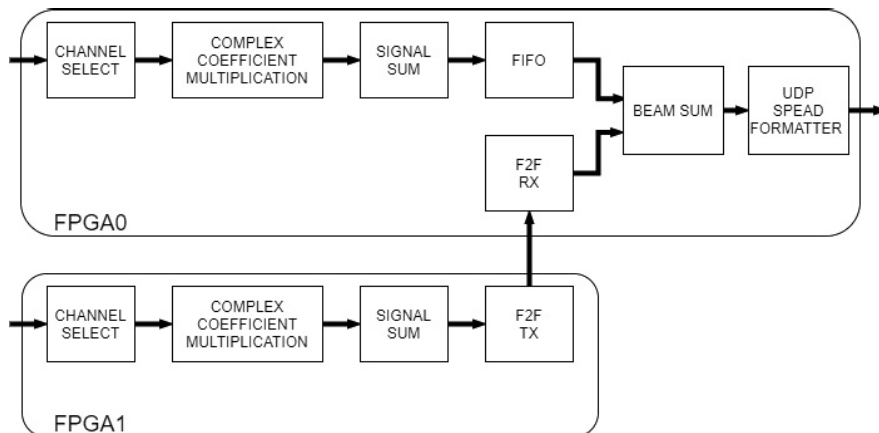 CHANNEL
SELECT
COMPLEX
COEFFICIENT
MULTIPLICATION
SIGNAL
SUM
FIFO
BEAM SUM
UDP
SPEAD
FORMATTER
F2F
RX
FPGA0
CHANNEL
SELECT
COMPLEX
COEFFICIENT
MULTIPLICATION
SIGNAL
SUM
F2F
TX
FPGA1